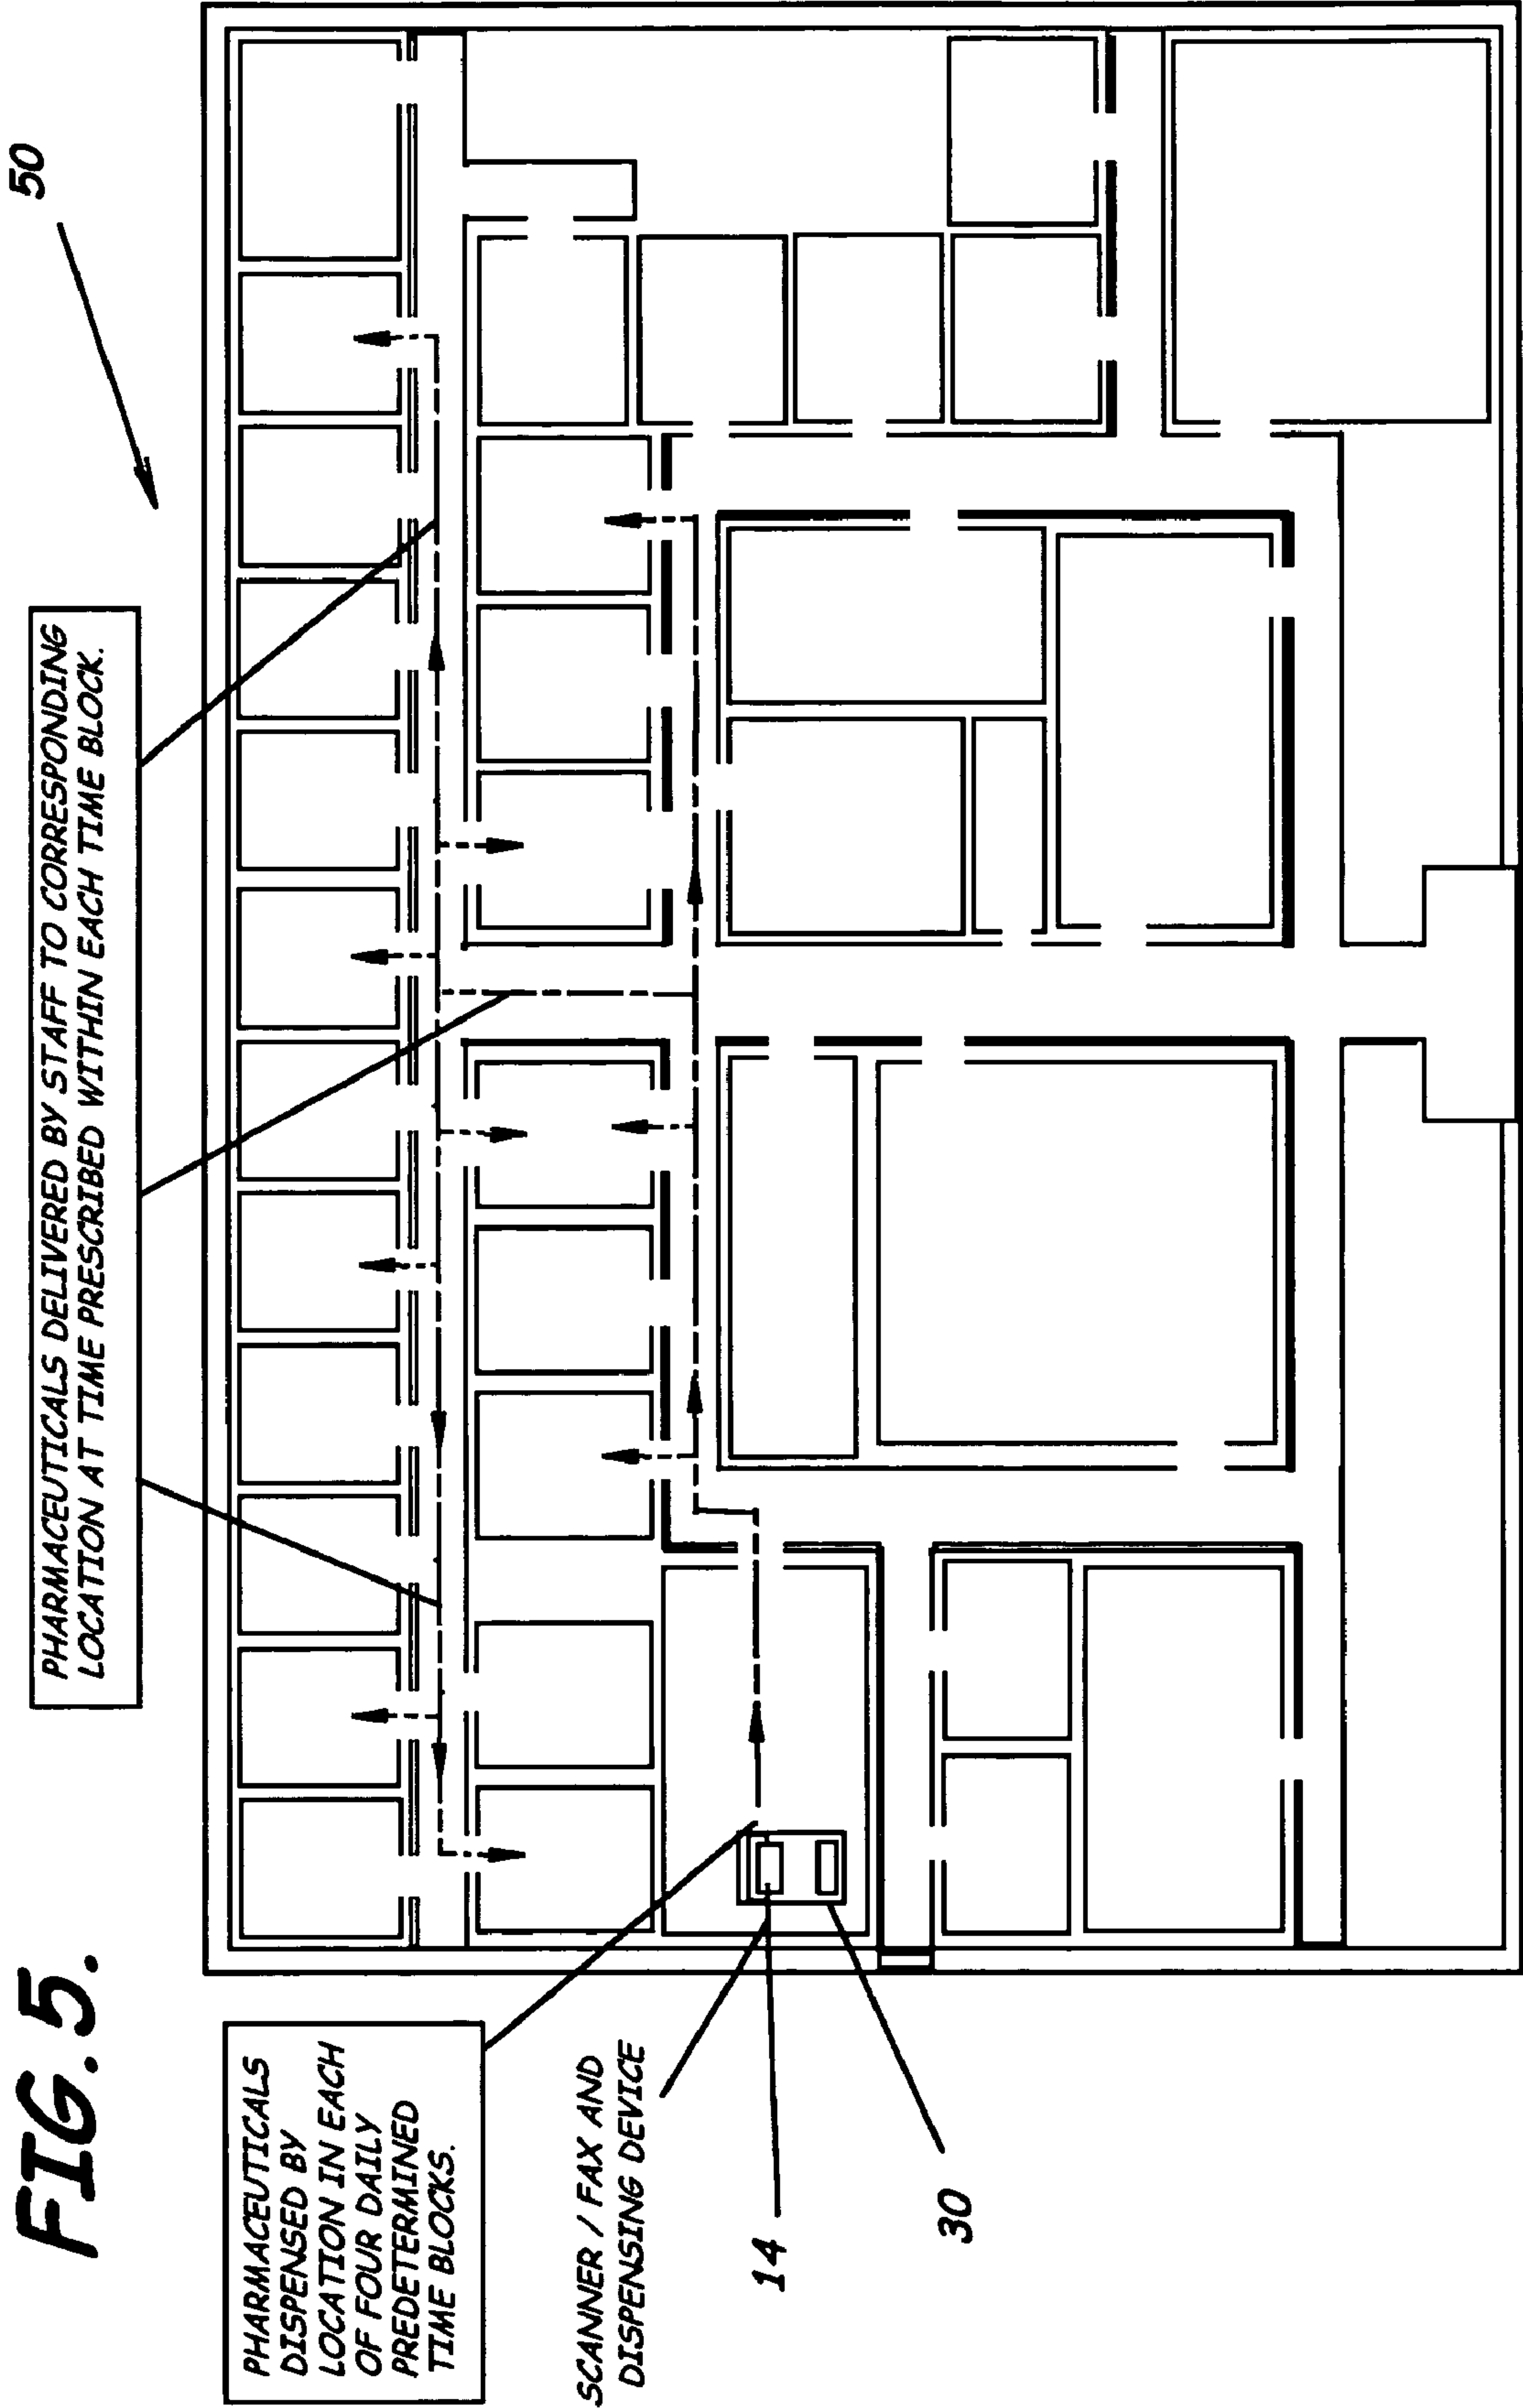 FIG. 5.
PHARMACEUTICALS DELIVERED BY STAFF TO CORRESPONDING
LOCATION AT TIME PRESCRIBED WITHIN EACH TIME BLOCK.
50
PHARMACEUTICALS
DISPENSED BY
LOCATION IN EACH
OF FOUR DAILY
PREDETERMINED
TIME BLOCKS.
SCANNER / FAX AND
DISPENSING DEVICE
14
30